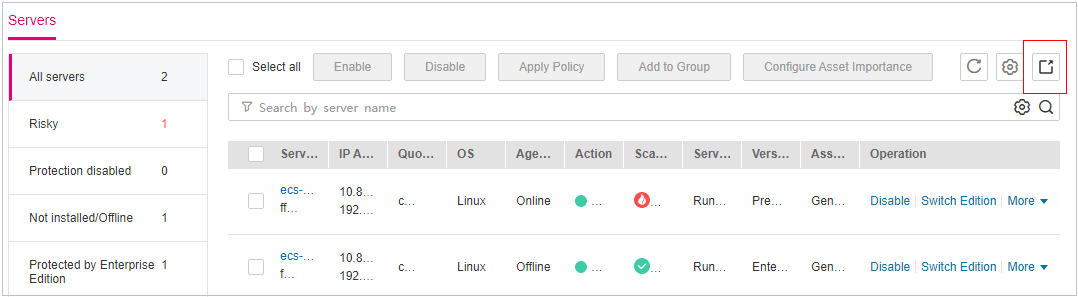 Servers
All servers 2
Risky 1
Protection disabled 0
Not installed/Offline 1
Protected by Enterprise 1
Edition
Select all Enable Disable Apply Policy Add to Group Configure Asset Importance
Search by server name
Serv... IP A... Quo... OS Age... Action Sca... Serv... Vers... Ass... Operation
ecs-... 10.8... c... Linux Online ... ... Run... Pre... Gen... Disable Switch Edition More
ff... 192....
ecs-... 10.8... c... Linux Offline ... ... Run... Ente... Gen... Disable Switch Edition More
f... 192....